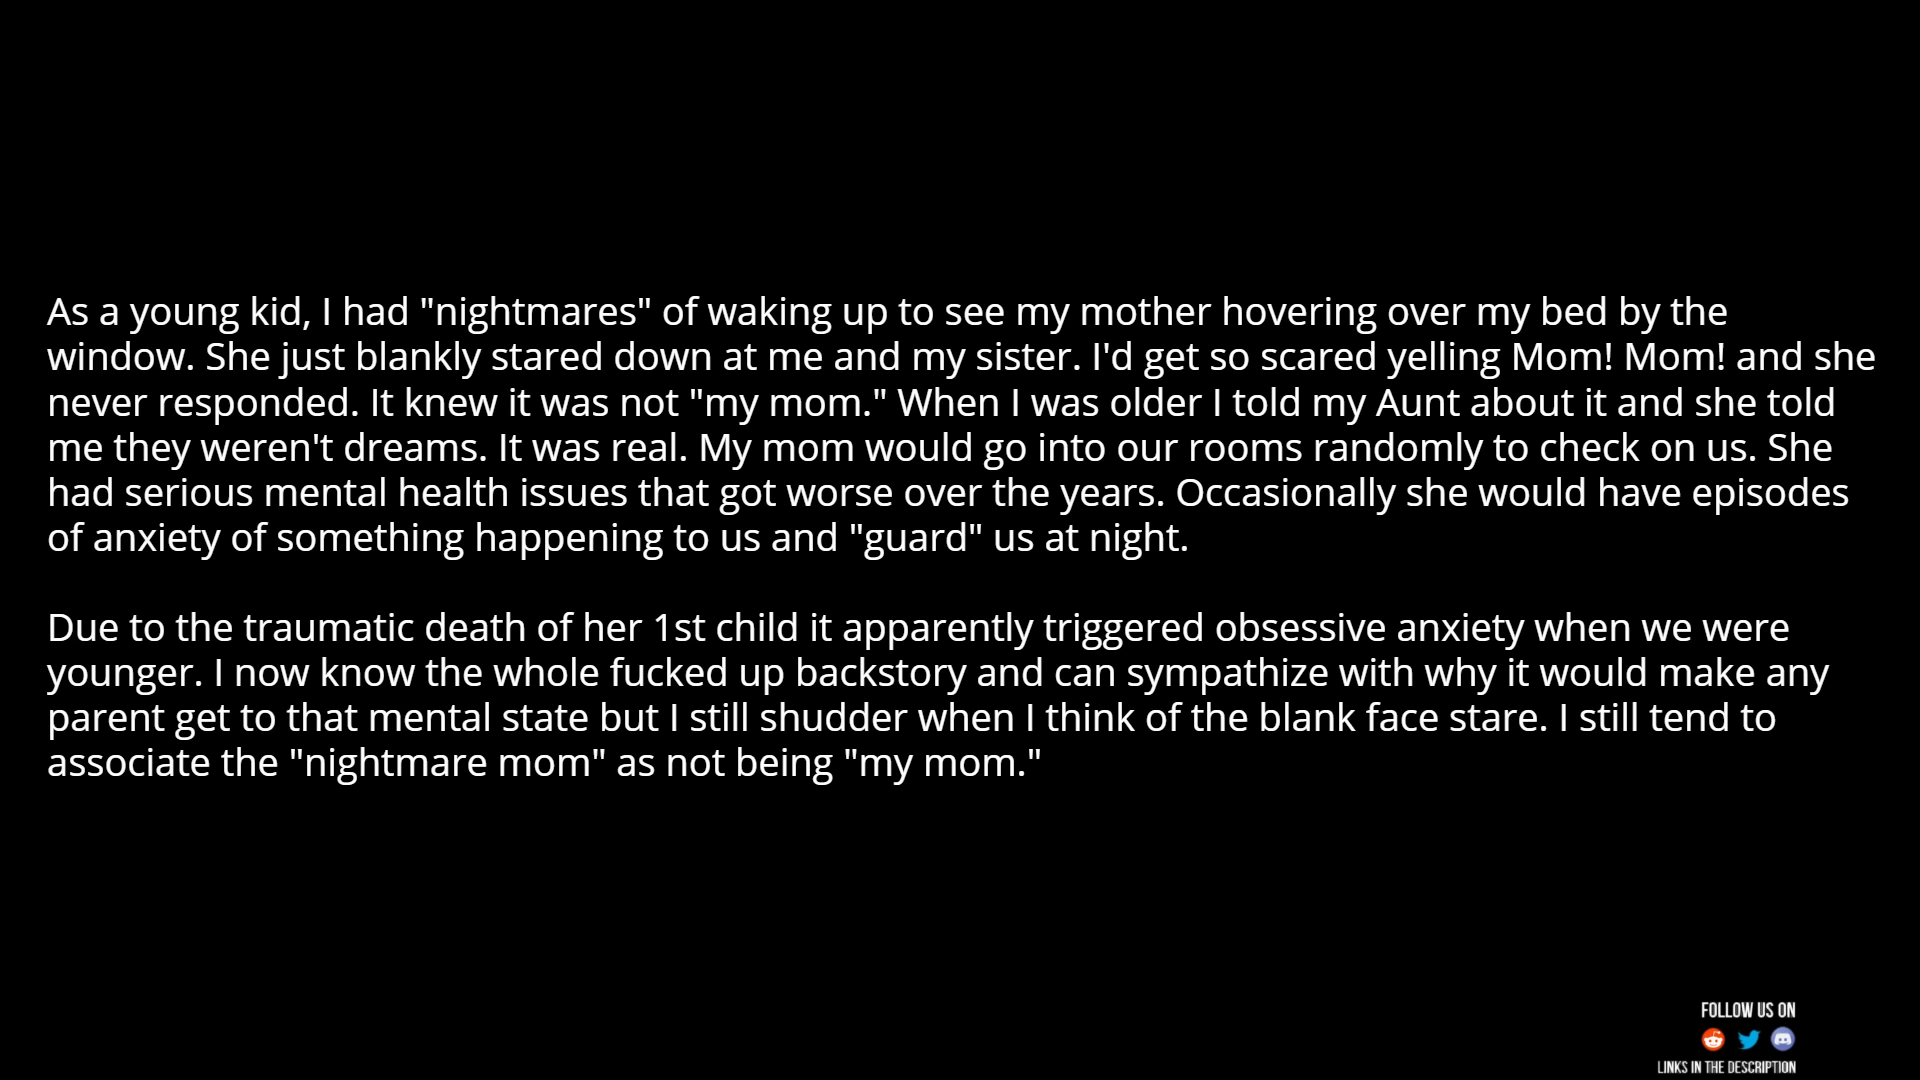 As a young kid, I had "nightmares" of waking up to see my mother hovering over my bed by the
window. She just blankly stared down at me and my sister. I'd get so scared yelling Mom! Mom! and she
never responded. It knew it was not "my mom." When I was older I told my Aunt about it and she told
me they weren't dreams. It was real. My mom would go into our rooms randomly to check on us. She
had serious mental health issues that got worse over the years. Occasionally she would have episodes
of anxiety of something happening to us and "guard" us at night.
Due to the traumatic death of her 1st child it apparently triggered obsessive anxiety when we were
younger. I now know the whole fucked up backstory and can sympathize with why it would make any
parent get to that mental state but I still shudder when I think of the blank face stare. I still tend to
associate the "nightmare mom" as not being "my mom."
FOLLOW US ON
LINKS IN THE DESCRIPTION